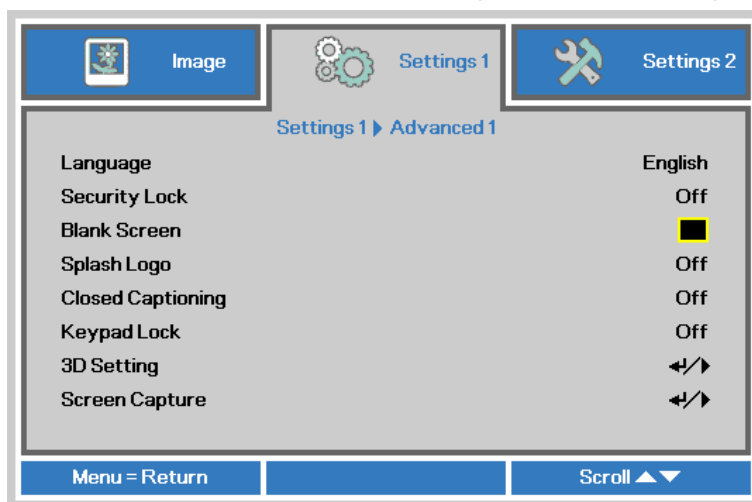 Image
Settings 1
Settings 2
Settings 1 ▶ Advanced 1
Language English
Security Lock Off
Blank Screen
Splash Logo Off
Closed Captioning Off
Keypad Lock Off
3D Setting ↵/▶
Screen Capture ↵/▶
Menu = Return
Scroll ▲▼